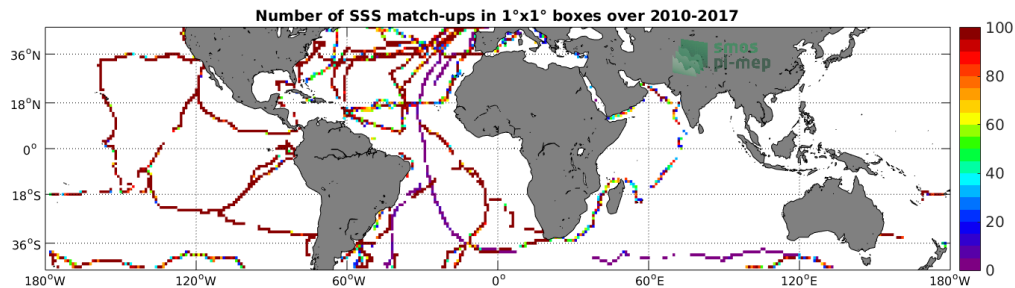 Number of SSS match-ups in 1°x1° boxes over 2010-2017
smos
pi-mep
36°N
18°N
0°
18°S
36°S
180°W
120°W
60°W
0°
60°E
120°W
180°W
100
80
60
40
20
0